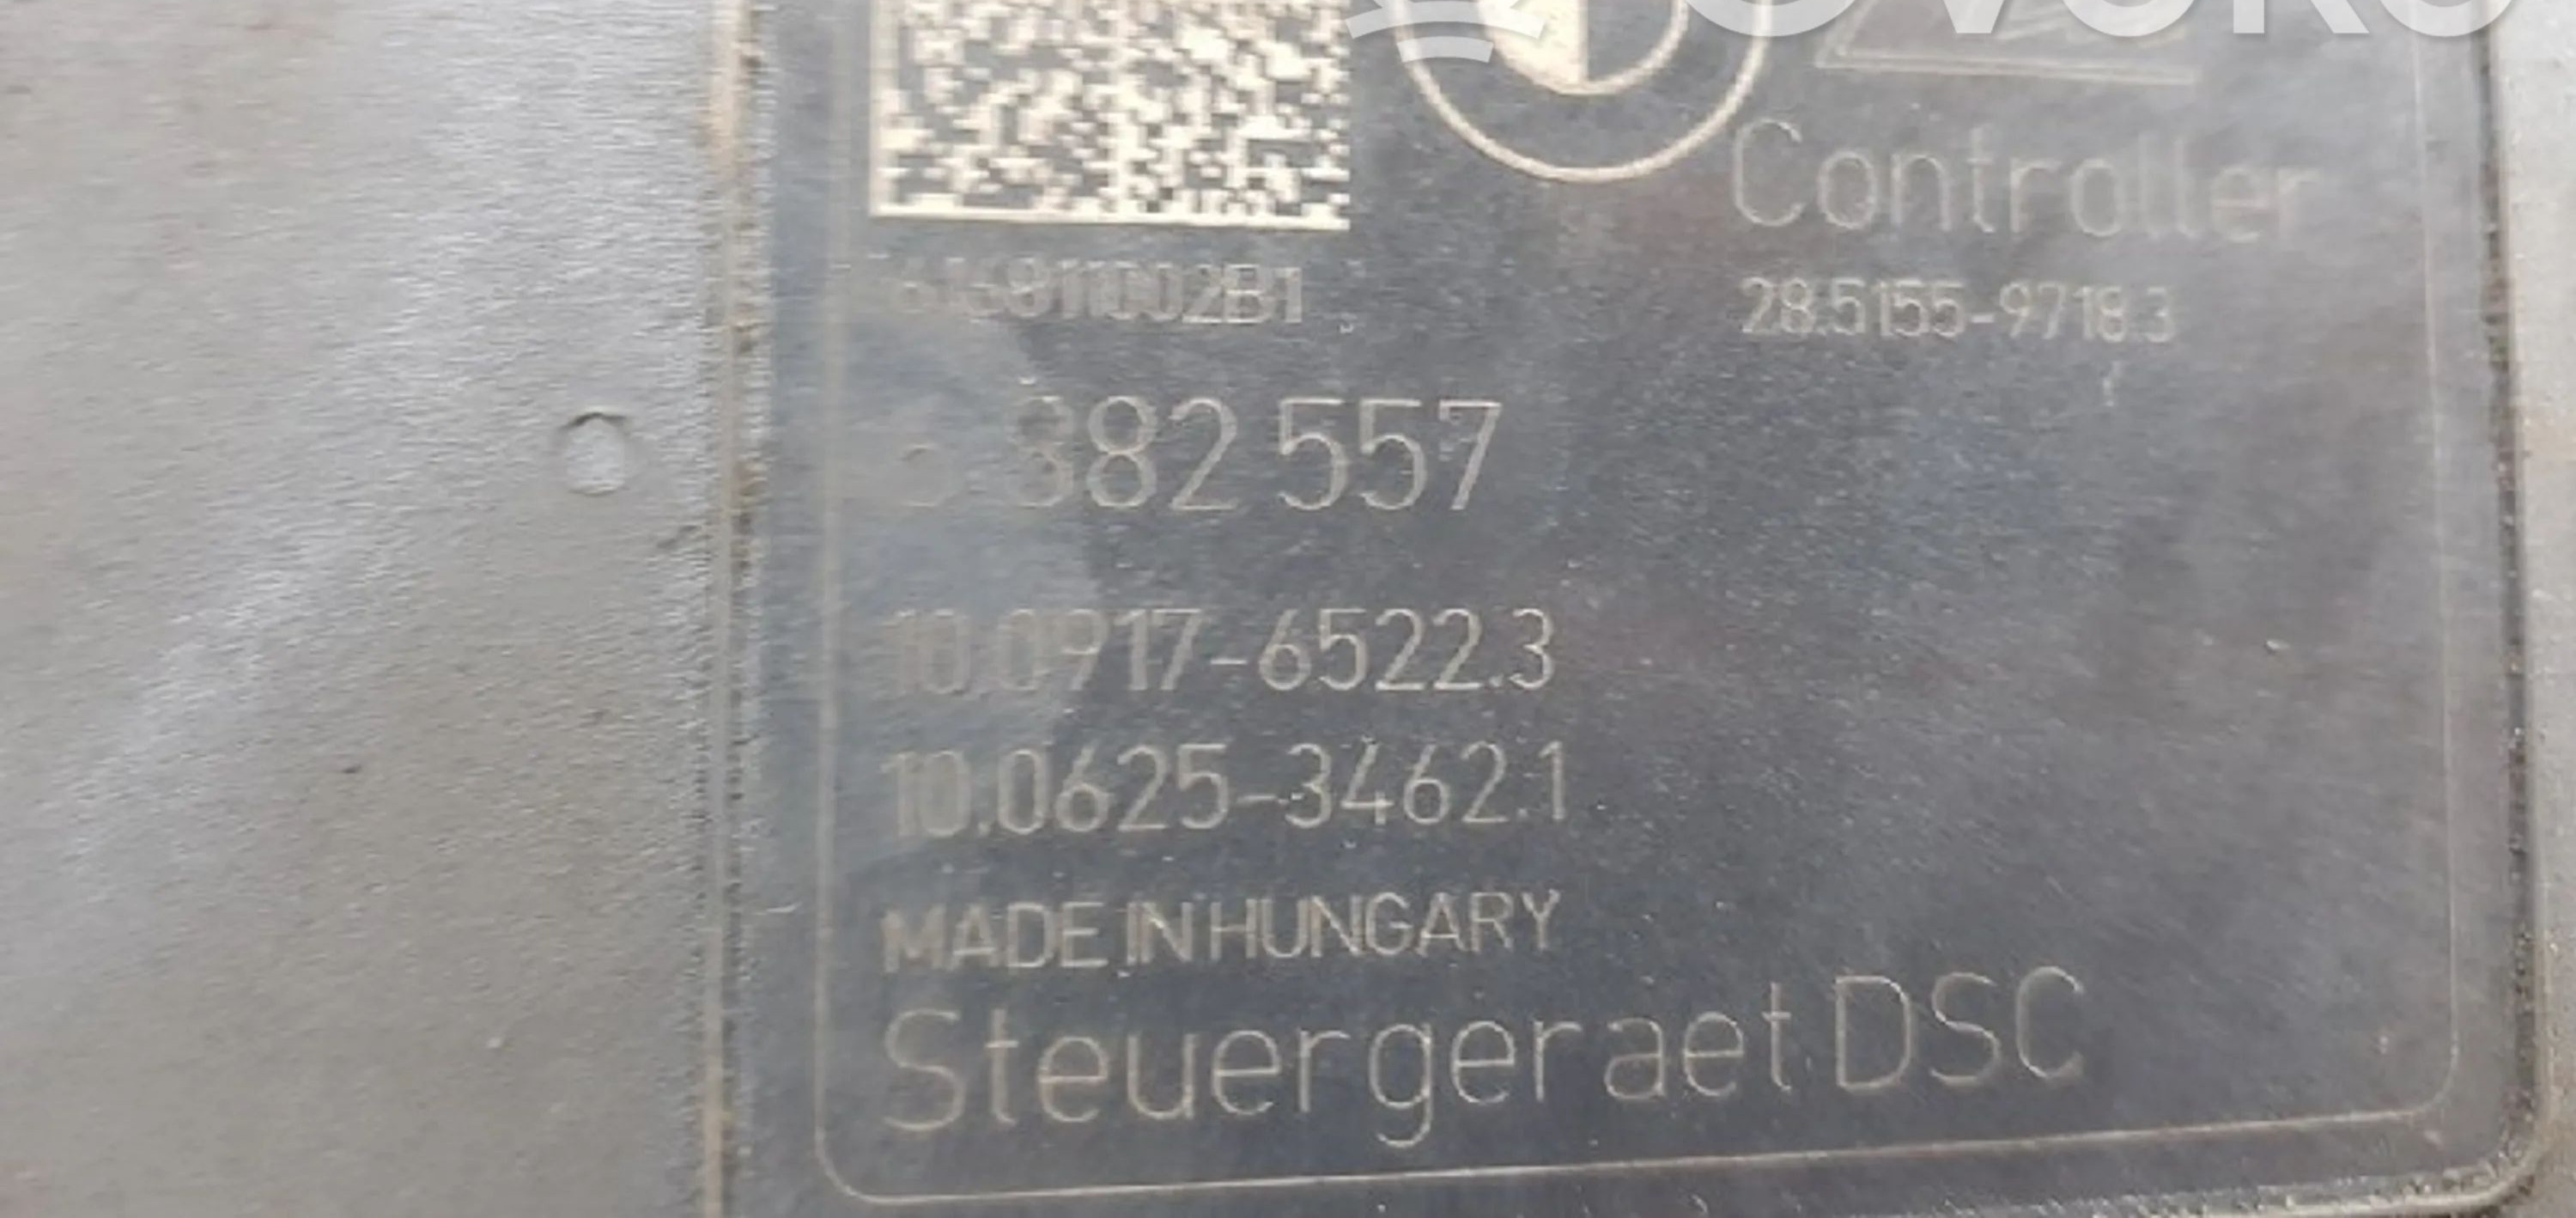 Controller
28.5155-9718.3
882 557
10.0917-6522.3
10.0625-3462.1
MADE IN HUNGARY
Steuergeraet DSC